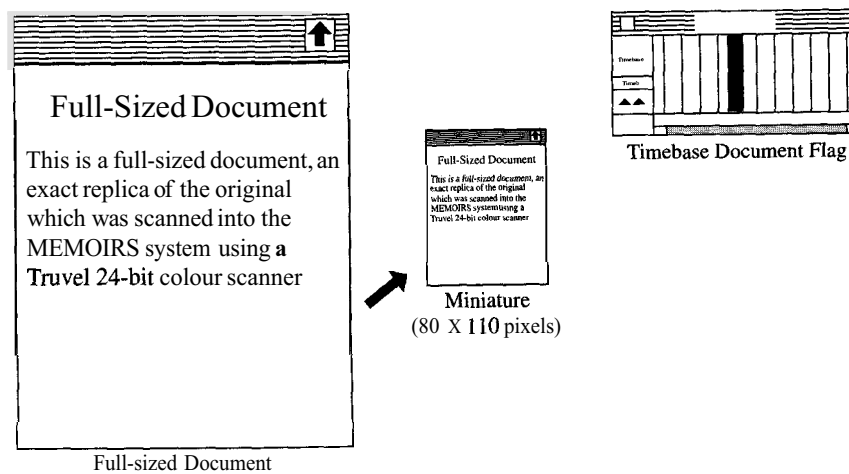 Full-Sized Document
This is a full-sized document, an
exact replica of the original
which was scanned into the
MEMOIRS system using a
Truvel 24-bit colour scanner
Full-sized Document
Full-Sized Document
This is a full-sized document, an
exact replica of the original
which was scanned into the
MEMOIRS system using a
Truvel 24-bit colour scanner
Miniature
(80 X 110 pixels)
Timebase
Timeb
Timebase Document Flag